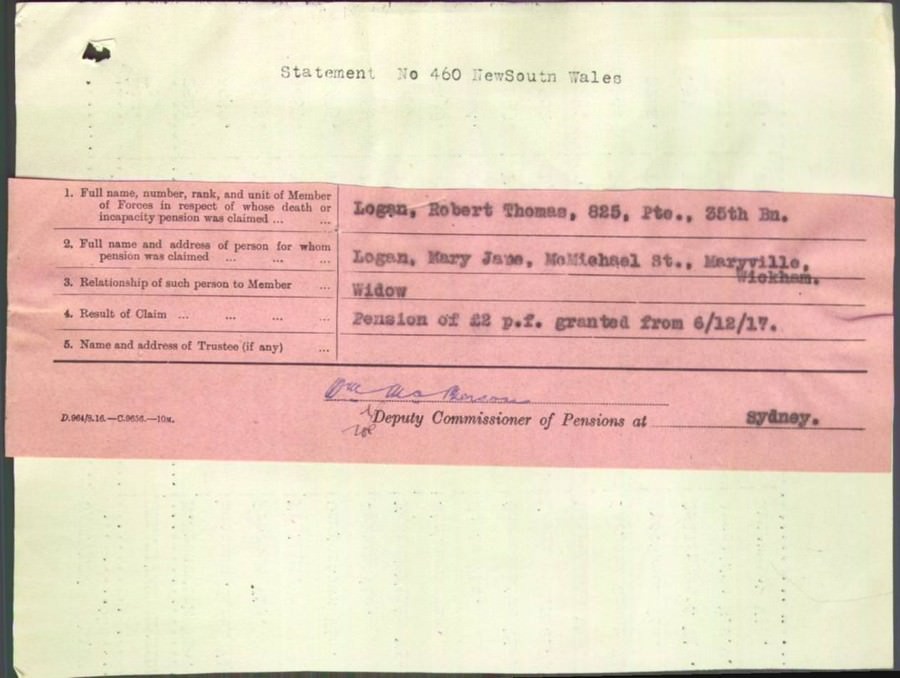 Statement No 460 NewSoutn Wales
1. Full name, number, rank, and unit of Member
of Forces in respect of whose death or
incapacity pension was claimed ... ...
Logan, Robert Thomas, 825, Pte., 35th Bn.
2. Full name and address of person for whom
pension was claimed ... ... ...
Logan, Mary Jane, McMichael St., Maryville,
Wickham.
3. Relationship of such person to Member ...
Widow
4. Result of Claim ... ... ... ...
Pension of £2 p.f. granted from 6/12/17.
5. Name and address of Trustee (if any) ...
D.964/8.16.—C.9656.—10M.
Deputy Commissioner of Pensions at Sydney.